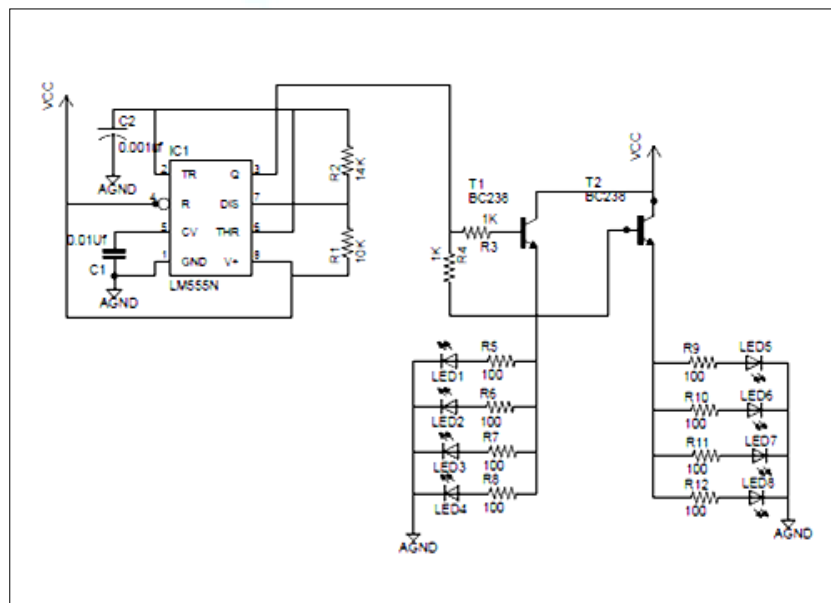 VCC
C2
0.001uf
AGND
IC1
2
TR
Q
3
4
R
DIS
7
5
CV
THR
6
1
GND
V+
8
LM555N
0.01Uf
C1
AGND
R2
14K
R1
10K
T1
BC238
1K
R3
1K
R4
T2
BC238
VCC
R5
100
LED1
R6
100
LED2
R7
100
LED3
R8
100
LED4
AGND
R9
100
LED5
R10
100
LED6
R11
100
LED7
R12
100
LED8
AGND